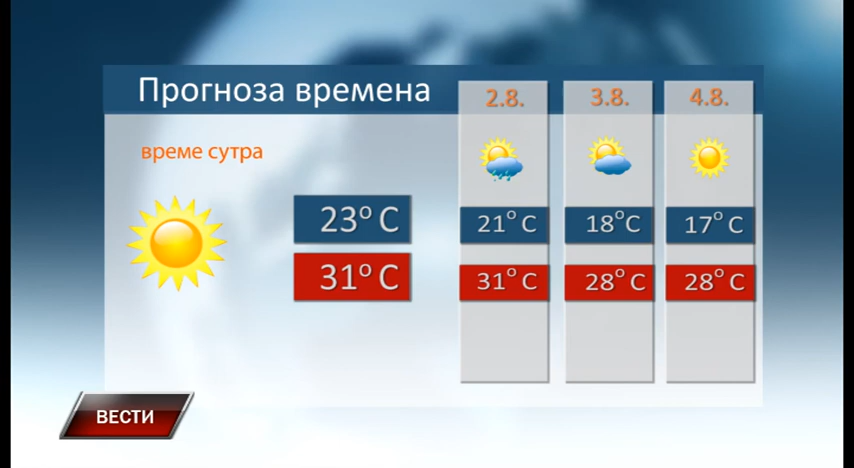 Прогноза времена
време сутра
23° C
31° C
2.8.
3.8.
4.8.
21° C
18°C
17° C
31° C
28° C
28° C
ВЕСТИ